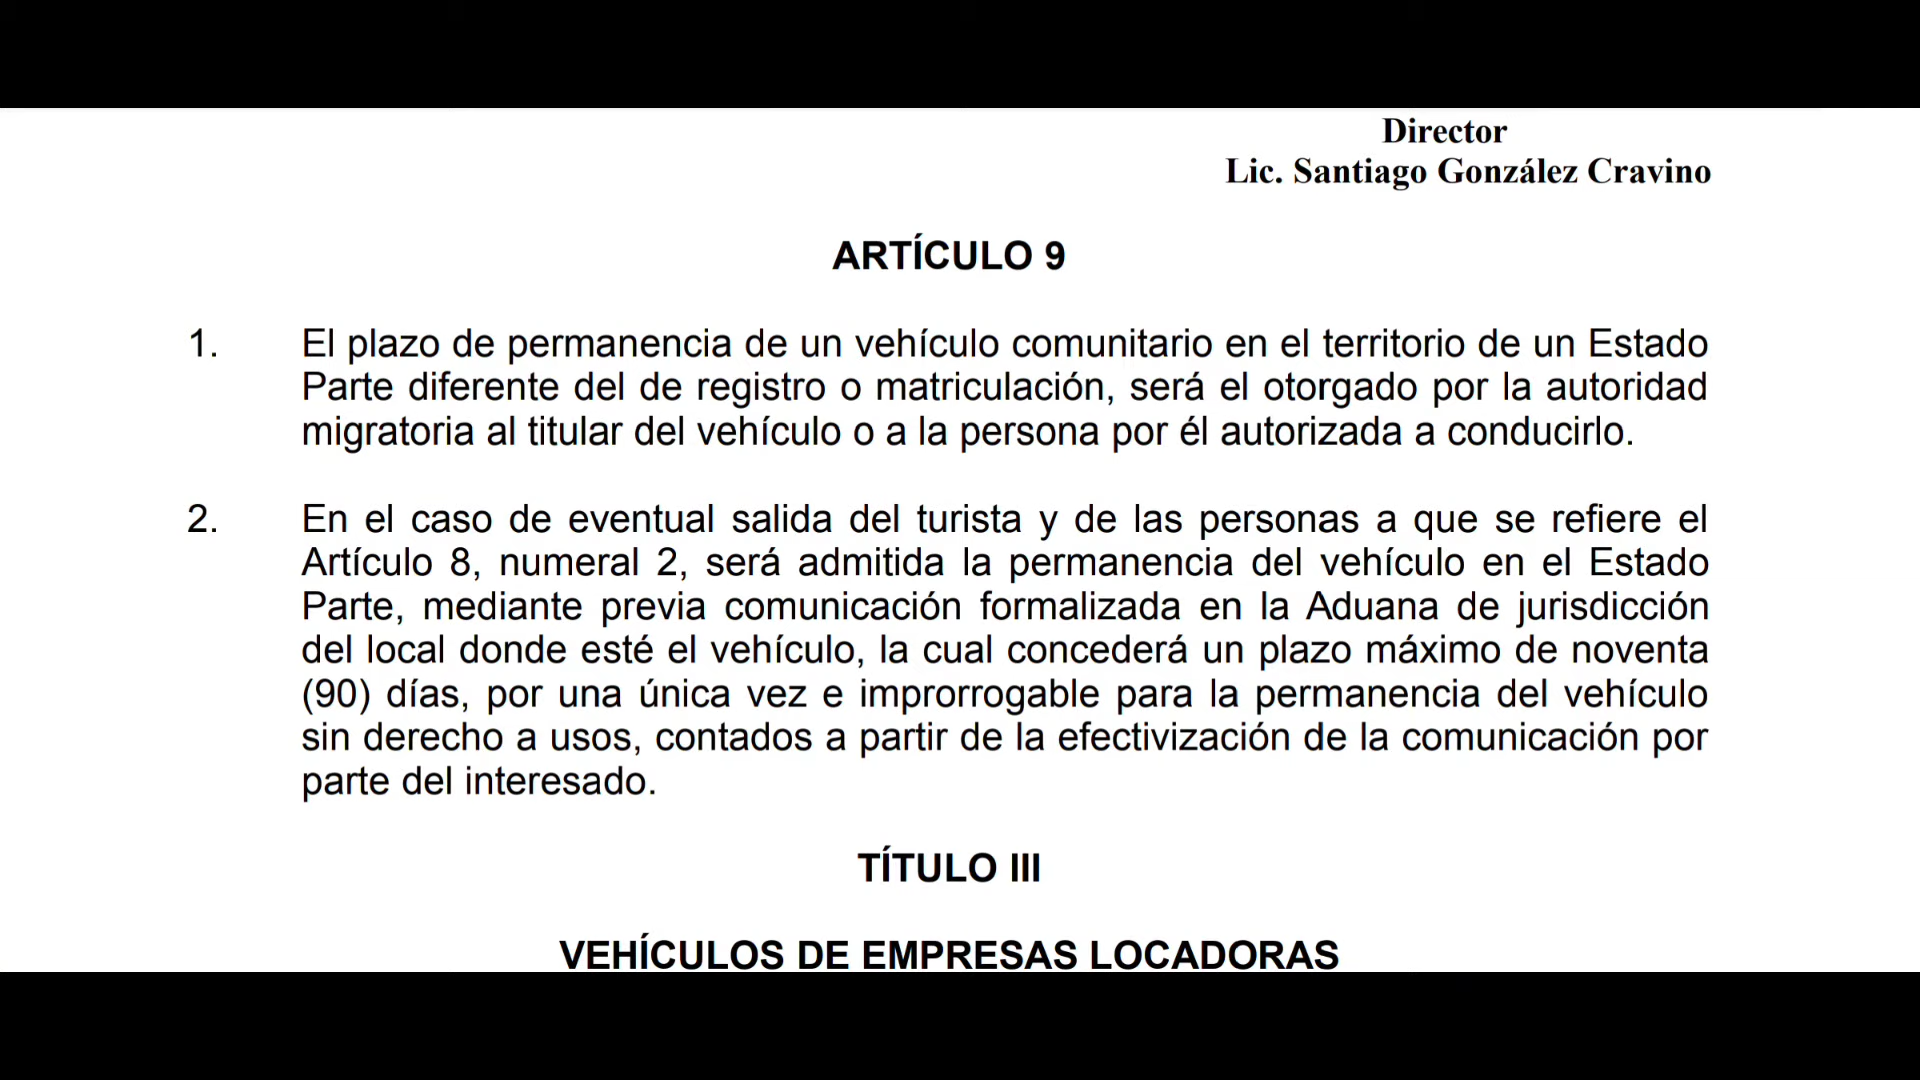 Director
Lic. Santiago González Cravino
ARTÍCULO 9
1. El plazo de permanencia de un vehículo comunitario en el territorio de un Estado
Parte diferente del de registro o matriculación, será el otorgado por la autoridad
migratoria al titular del vehículo o a la persona por él autorizada a conducirlo.
2. En el caso de eventual salida del turista y de las personas a que se refiere el
Artículo 8, numeral 2, será admitida la permanencia del vehículo en el Estado
Parte, mediante previa comunicación formalizada en la Aduana de jurisdicción
del local donde esté el vehículo, la cual concederá un plazo máximo de noventa
(90) días, por una única vez e improrrogable para la permanencia del vehículo
sin derecho a usos, contados a partir de la efectivización de la comunicación por
parte del interesado.
TÍTULO III
VEHÍCULOS DE EMPRESAS LOCADORAS